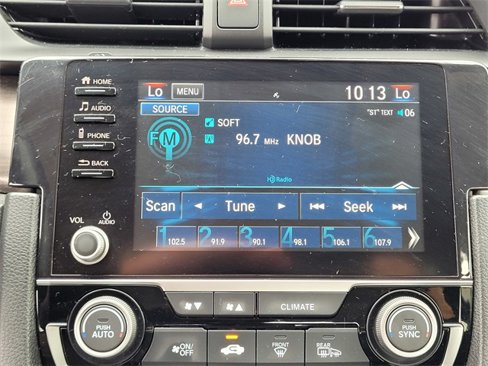 HOME
AUDIO
PHONE
BACK
VOL AUDIO
Lo MENU 10 13 Lo
SOURCE "S1" TEXT 06
SOFT
FM 96.7 MHz KNOB
HD Radio
Scan Tune Seek
1 102.5 2 91.9 3 90.1 4 98.1 5 106.1 6 107.9
PUSH AUTO
CLIMATE
PUSH SYNC
ON/OFF
FRONT
REAR